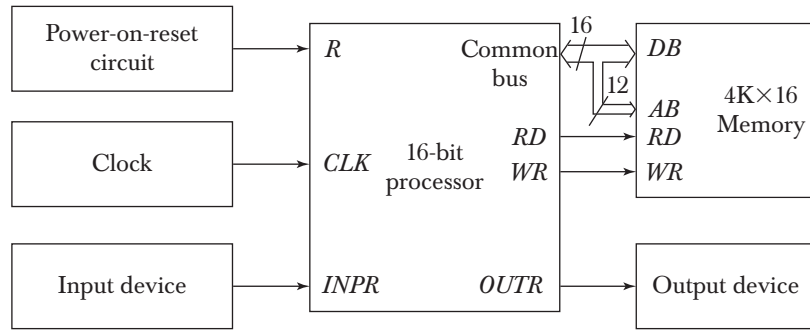 Power-on-reset
circuit
R
Common
bus
16
DB
12
AB
4K×16
Memory
Clock
CLK
16-bit
processor
RD
WR
RD
WR
Input device
INPR
OUTR
Output device